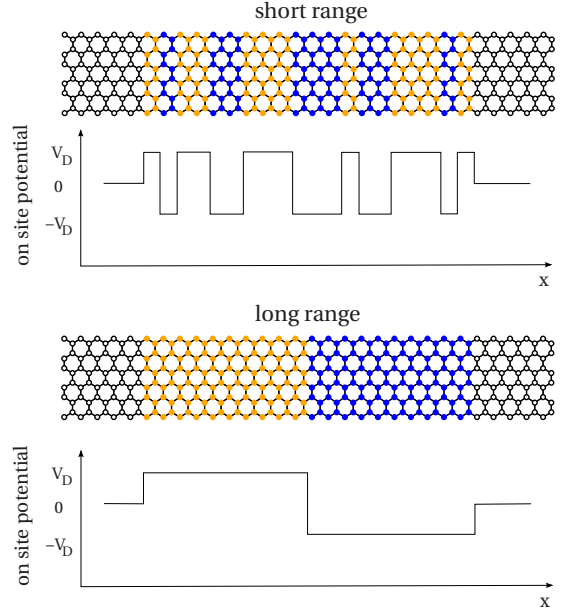 short range
on site potential
V_D
0
−V_D
x
long range
on site potential
V_D
0
−V_D
x